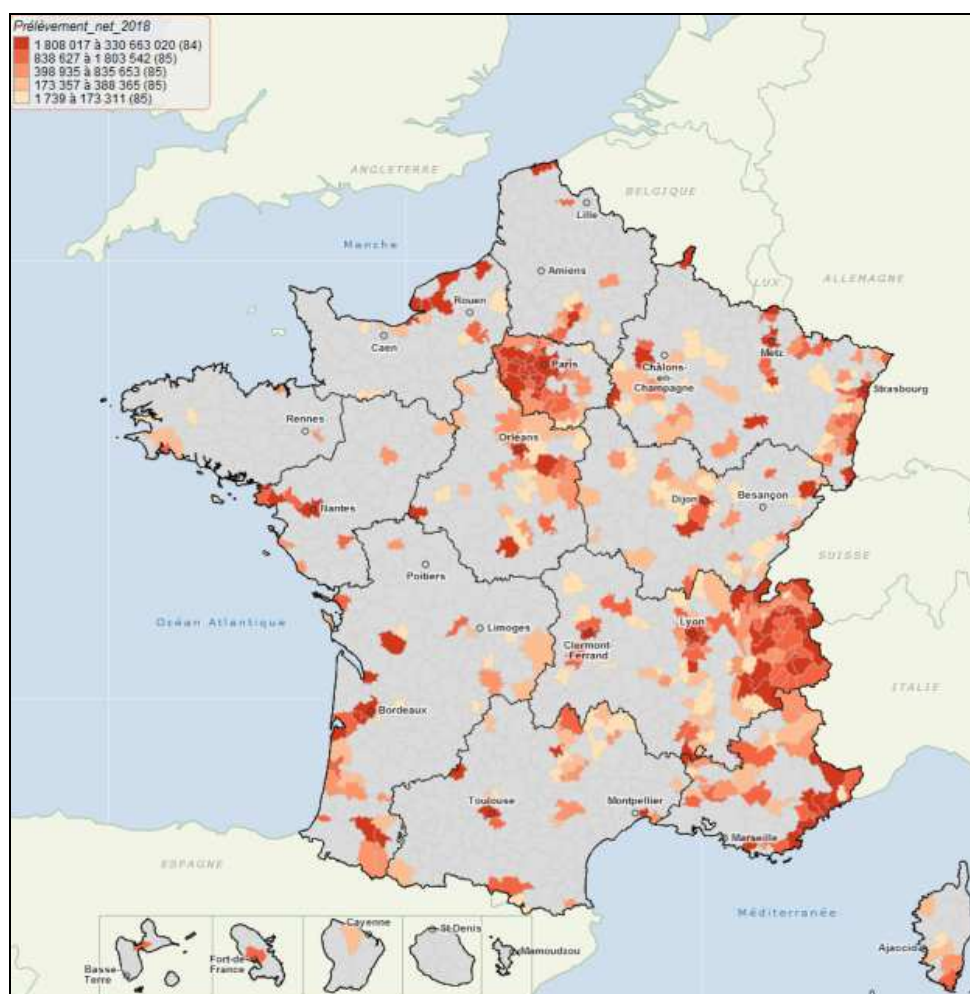 Prélèvement_net_2018
1 808 017 à 330 663 020 (84)
838 627 à 1 803 542 (85)
398 935 à 835 653 (85)
173 357 à 388 365 (85)
1 739 à 173 311 (85)
ANGLETERRE
BELGIQUE
Lille
Manche
Amiens
LUX.
ALLEMAGNE
Rouen
Caen
Paris
Châlons-
en-
Champagne
Metz
Strasbourg
Rennes
Orléans
Nantes
Dijon
Besançon
SUISSE
Poitiers
Océan Atlantique
Limoges
Clermont-
Ferrand
Lyon
ITALIE
Bordeaux
Toulouse
Montpellier
Marseille
ESPAGNE
Méditerranée
Ajaccio
Basse-
Terre
Fort-de-
France
Cayenne
St-Denis
Mamoudzou